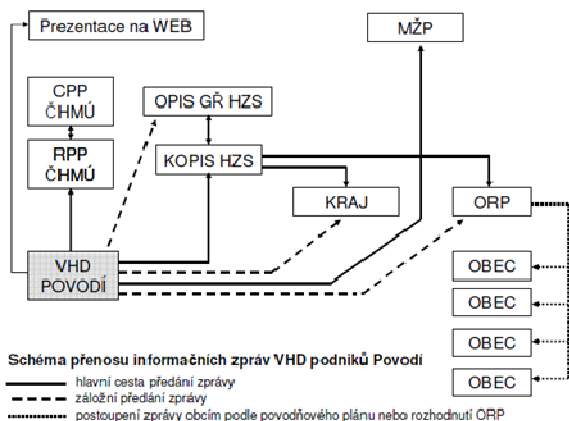 Prezentace na WEB
MŽP
CPP
ČHMÚ
OPIS GŘ HZS
RPP
ČHMÚ
KOPIS HZS
KRAJ
ORP
VHD
POVODÍ
OBEC
OBEC
OBEC
OBEC
Schéma přenosu informačních zpráv VHD podniků Povodí
hlavní cesta předání zprávy
záložní předání zprávy
postoupení zprávy obcím podle povodňového plánu nebo rozhodnutí ORP